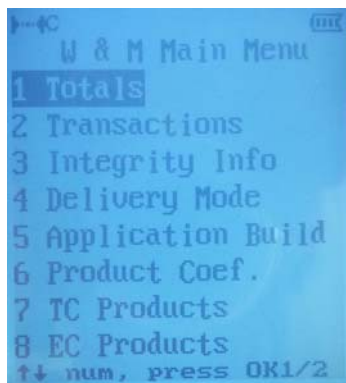 W & M Main Menu
1 Totals
2 Transactions
3 Integrity Info
4 Delivery Mode
5 Application Build
6 Product Coef.
7 TC Products
8 EC Products
↑↓ num, press OK1/2